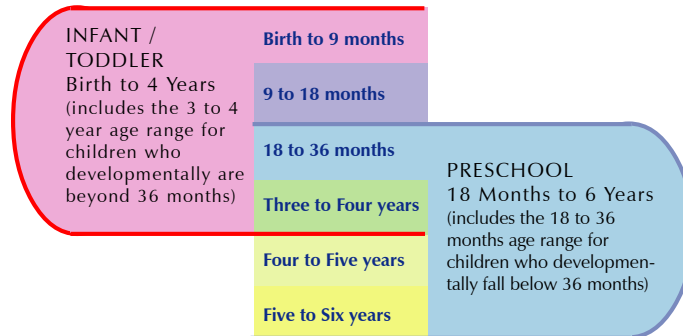 INFANT /
TODDLER
Birth to 4 Years
(includes the 3 to 4
year age range for
children who
developmentally are
beyond 36 months)
Birth to 9 months
9 to 18 months
18 to 36 months
Three to Four years
Four to Five years
Five to Six years
PRESCHOOL
18 Months to 6 Years
(includes the 18 to 36
months age range for
children who developmen-
tally fall below 36 months)